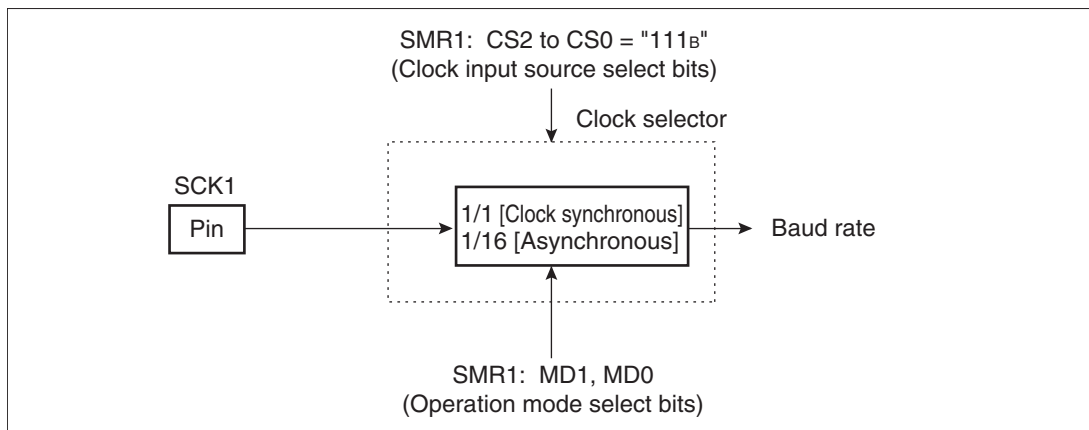 SMR1: CS2 to CS0 = "111B"
(Clock input source select bits)
Clock selector
SCK1
Pin
1/1 [Clock synchronous]
1/16 [Asynchronous]
Baud rate
SMR1: MD1, MD0
(Operation mode select bits)